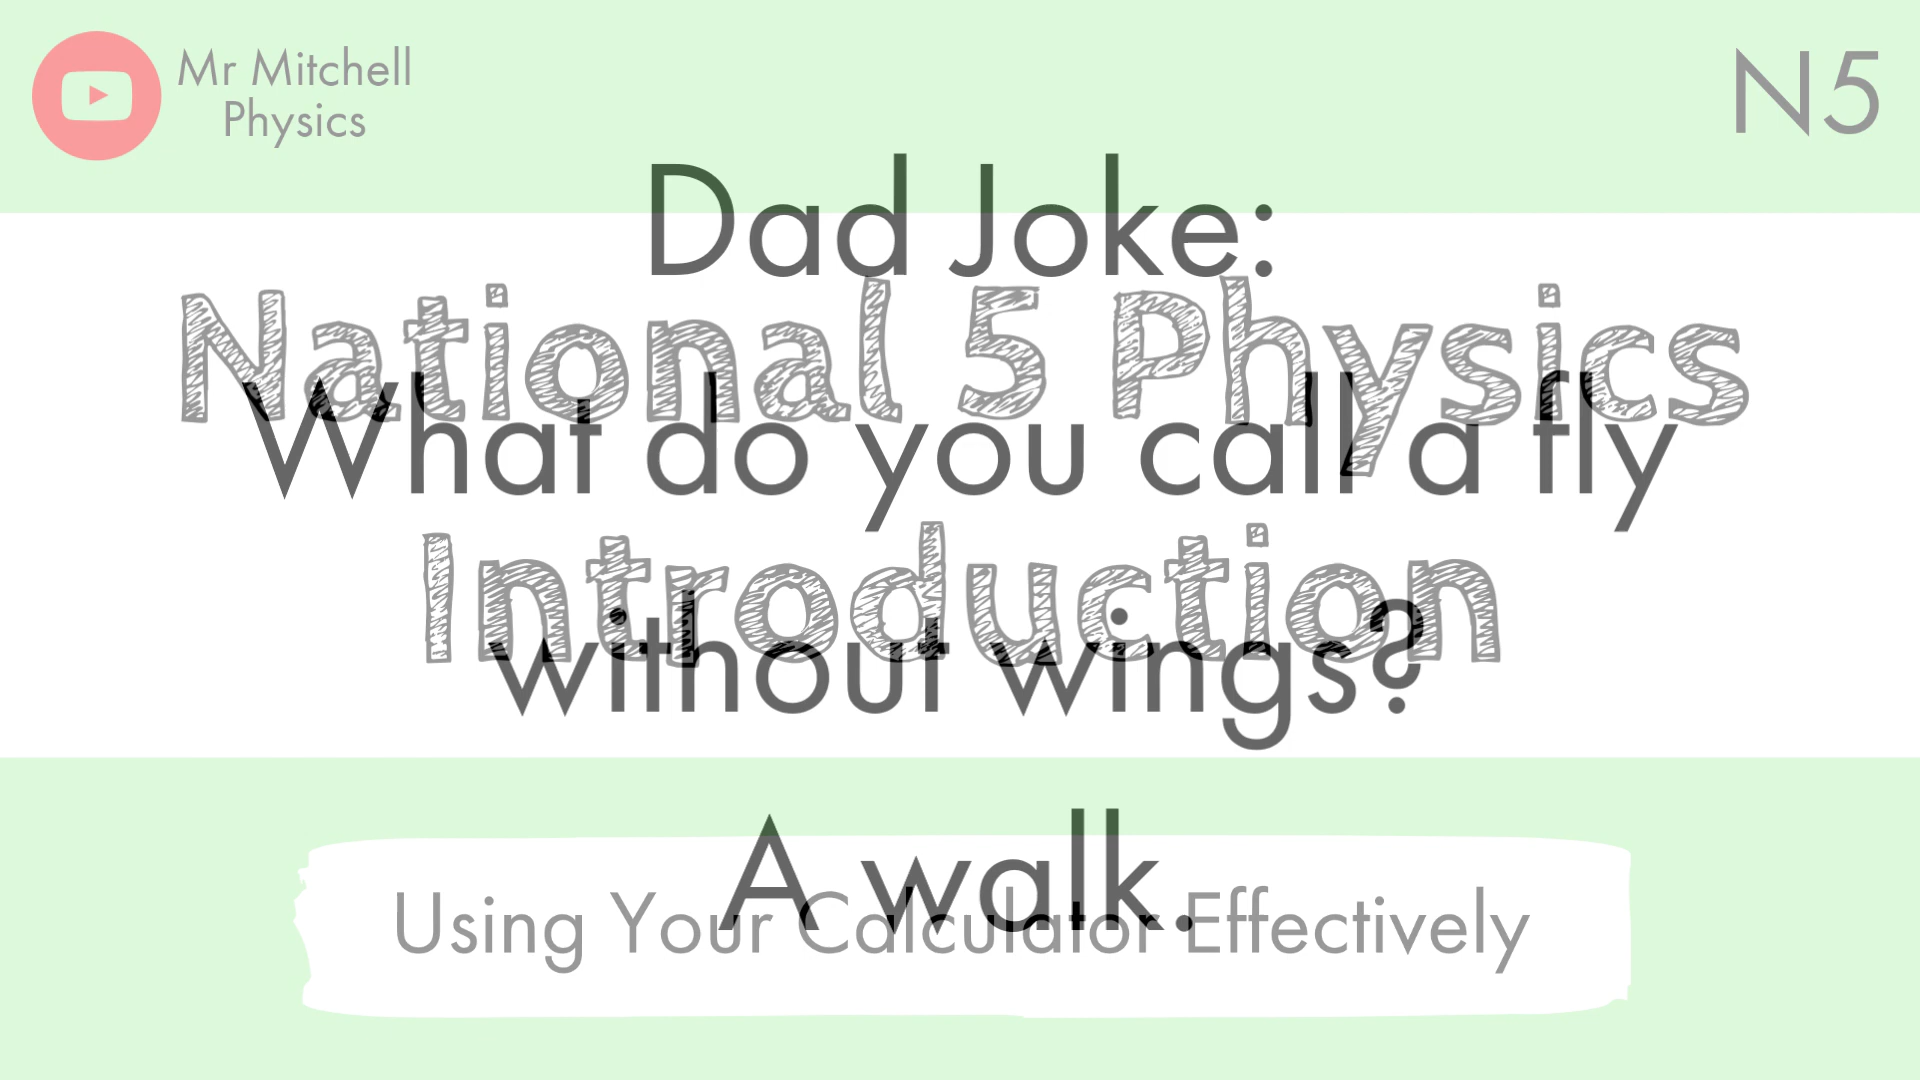 Mr Mitchell
Physics
N5
Dad Joke:
National 5 Physics
What do you call a fly
Introduction
without wings?
A walk.
Using Your Calculator Effectively